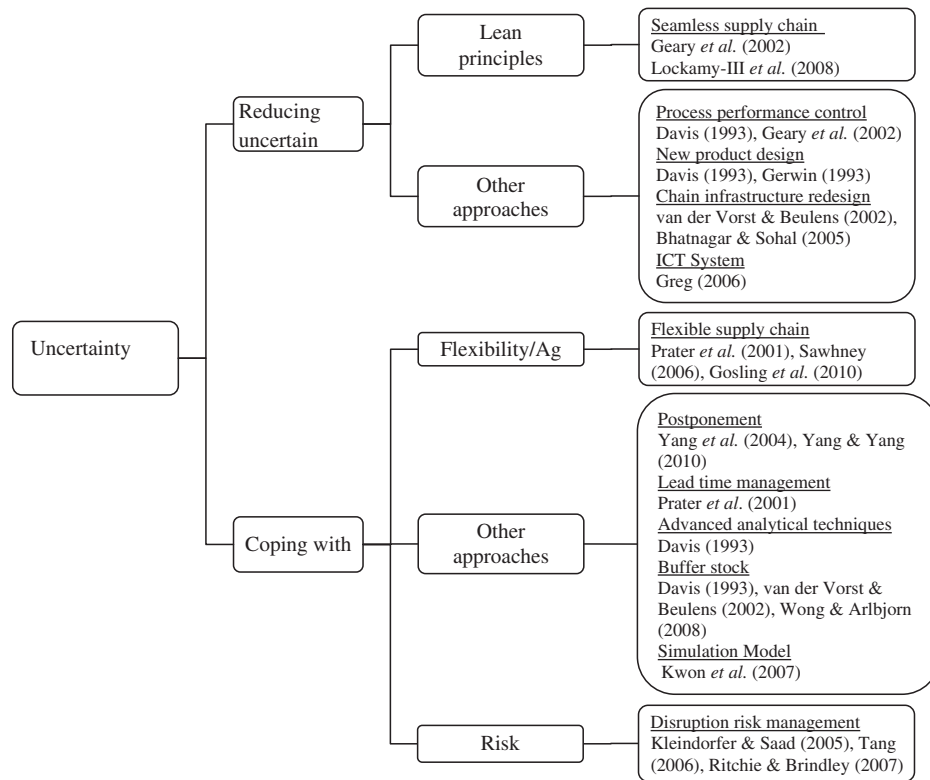 Uncertainty
Reducing
uncertain
Lean
principles
Seamless supply chain
Geary et al. (2002)
Lockamy-III et al. (2008)
Other
approaches
Process performance control
Davis (1993), Geary et al. (2002)
New product design
Davis (1993), Gerwin (1993)
Chain infrastructure redesign
van der Vorst & Beulens (2002),
Bhatnagar & Sohal (2005)
ICT System
Greg (2006)
Coping with
Flexibility/Ag
Flexible supply chain
Prater et al. (2001), Sawhney
(2006), Gosling et al. (2010)
Other
approaches
Postponement
Yang et al. (2004), Yang & Yang
(2010)
Lead time management
Prater et al. (2001)
Advanced analytical techniques
Davis (1993)
Buffer stock
Davis (1993), van der Vorst &
Beulens (2002), Wong & Arlbjorn
(2008)
Simulation Model
Kwon et al. (2007)
Risk
Disruption risk management
Kleindorfer & Saad (2005), Tang
(2006), Ritchie & Brindley (2007)